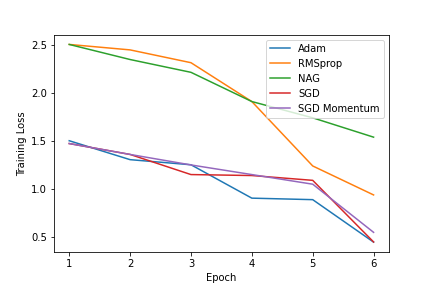 2.5
2.0
1.5
1.0
0.5
Training Loss
Adam
RMSprop
NAG
SGD
SGD Momentum
1 2 3 4 5 6
Epoch